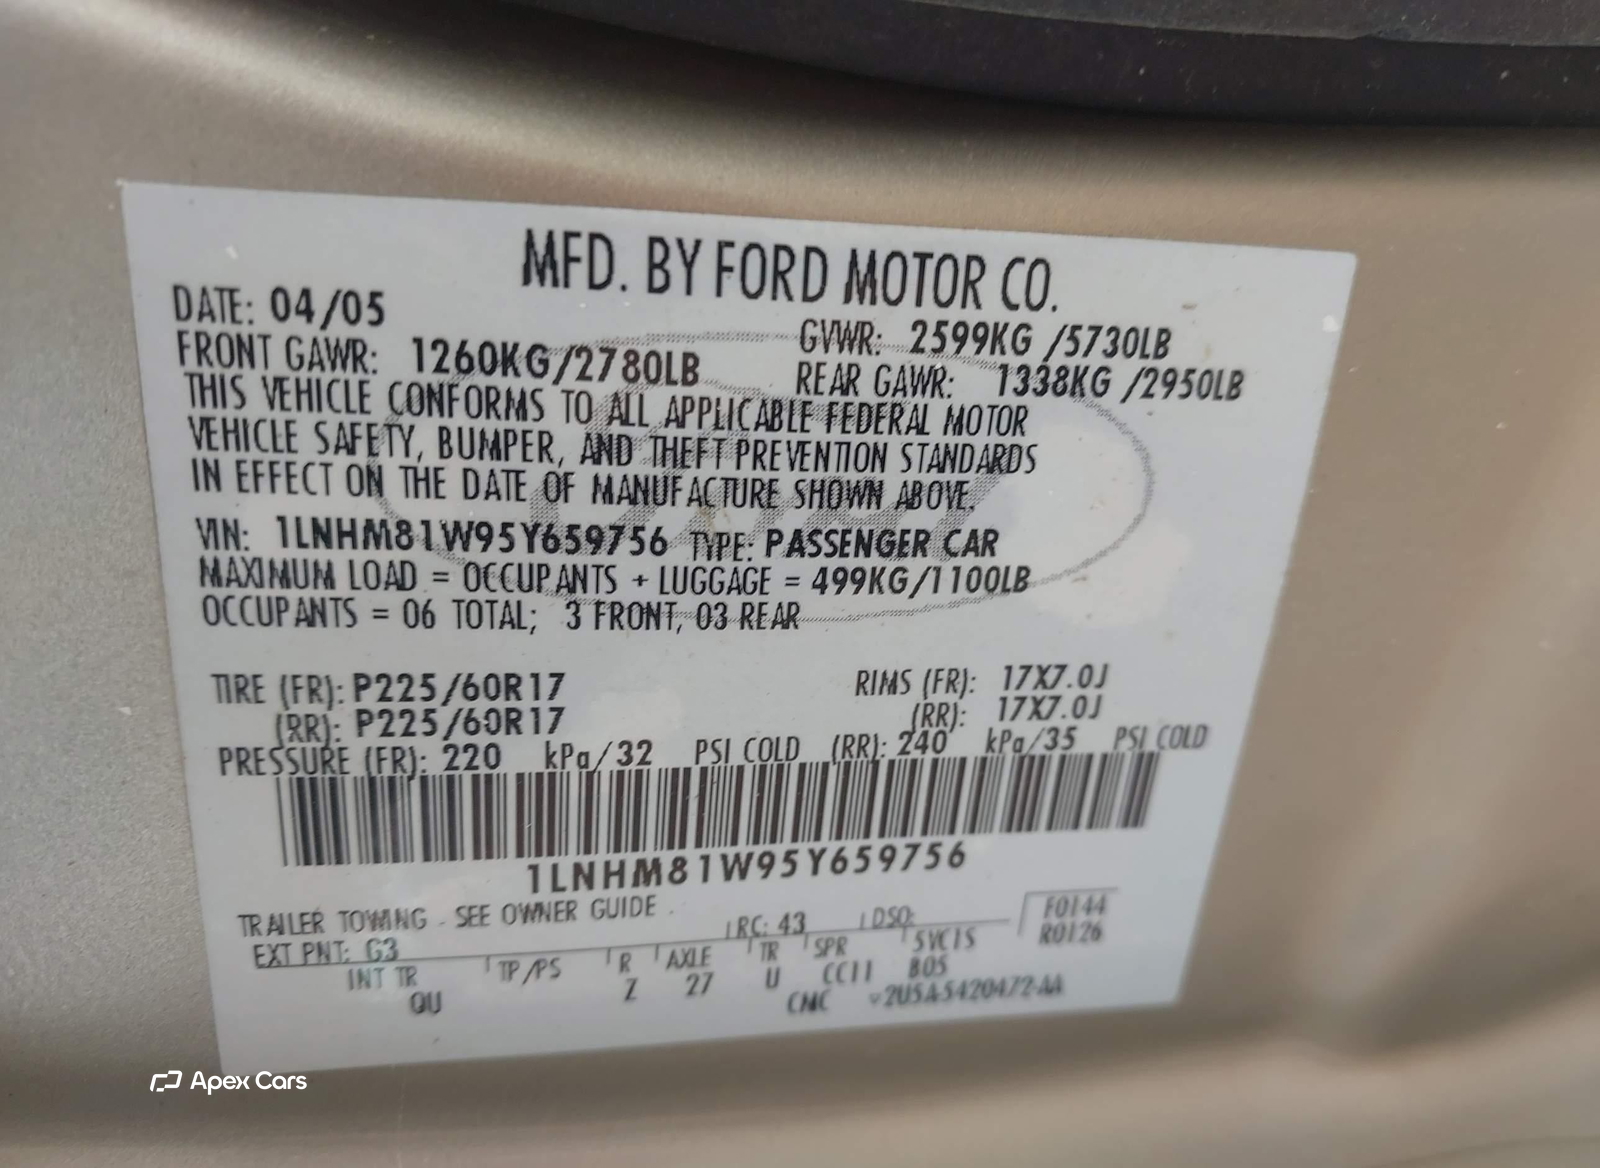 MFD. BY FORD MOTOR CO.
DATE: 04/05
GVWR: 2599KG /5730LB
FRONT GAWR: 1260KG/2780LB
REAR GAWR: 1338KG /2950LB
THIS VEHICLE CONFORMS TO ALL APPLICABLE FEDERAL MOTOR
VEHICLE SAFETY, BUMPER, AND THEFT PREVENTION STANDARDS
IN EFFECT ON THE DATE OF MANUFACTURE SHOWN ABOVE.
VIN: 1LNHM81W95Y659756 TYPE: PASSENGER CAR
MAXIMUM LOAD = OCCUPANTS + LUGGAGE = 499KG/1100LB
OCCUPANTS = 06 TOTAL; 3 FRONT, 03 REAR
TIRE (FR): P225/60R17 RIMS (FR): 17X7.0J
(RR): P225/60R17 (RR): 17X7.0J
PRESSURE (FR): 220 kPa/32 PSI COLD (RR): 240 kPa/35 PSI COLD
1LNHM81W95Y659756
TRAILER TOWING - SEE OWNER GUIDE .
EXT PNT: G3 RC: 43 DSO: F0144
R0126
INT TR TP/PS R AXLE TR SPR 5VC15
QU Z 27 U CC11 B05
CMC 2U5A-5420472-AA
Apex Cars